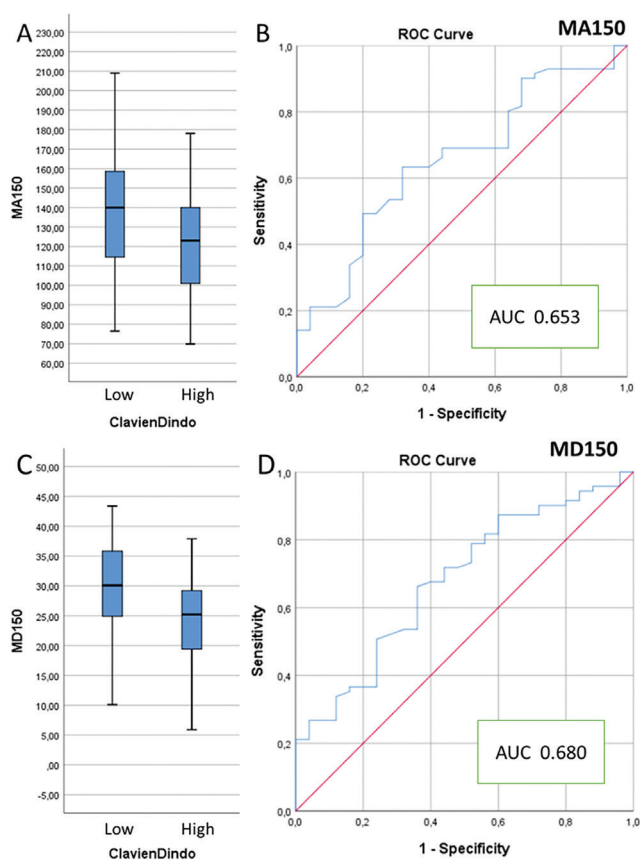 A
230,00
220,00
210,00
200,00
190,00
180,00
170,00
160,00
150,00
140,00
130,00
120,00
110,00
100,00
90,00
80,00
70,00
60,00
MA150
Low High
ClavienDindo
B
MA150
ROC Curve
1,0
0,8
0,6
0,4
0,2
0,0
Sensitivity
AUC 0.653
0,0 0,2 0,4 0,6 0,8 1,0
1 - Specificity
C
50,00
45,00
40,00
35,00
30,00
25,00
20,00
15,00
10,00
5,00
,00
-5,00
MD150
Low High
ClavienDindo
D
MD150
ROC Curve
1,0
0,8
0,6
0,4
0,2
0,0
Sensitivity
AUC 0.680
0,0 0,2 0,4 0,6 0,8 1,0
1 - Specificity